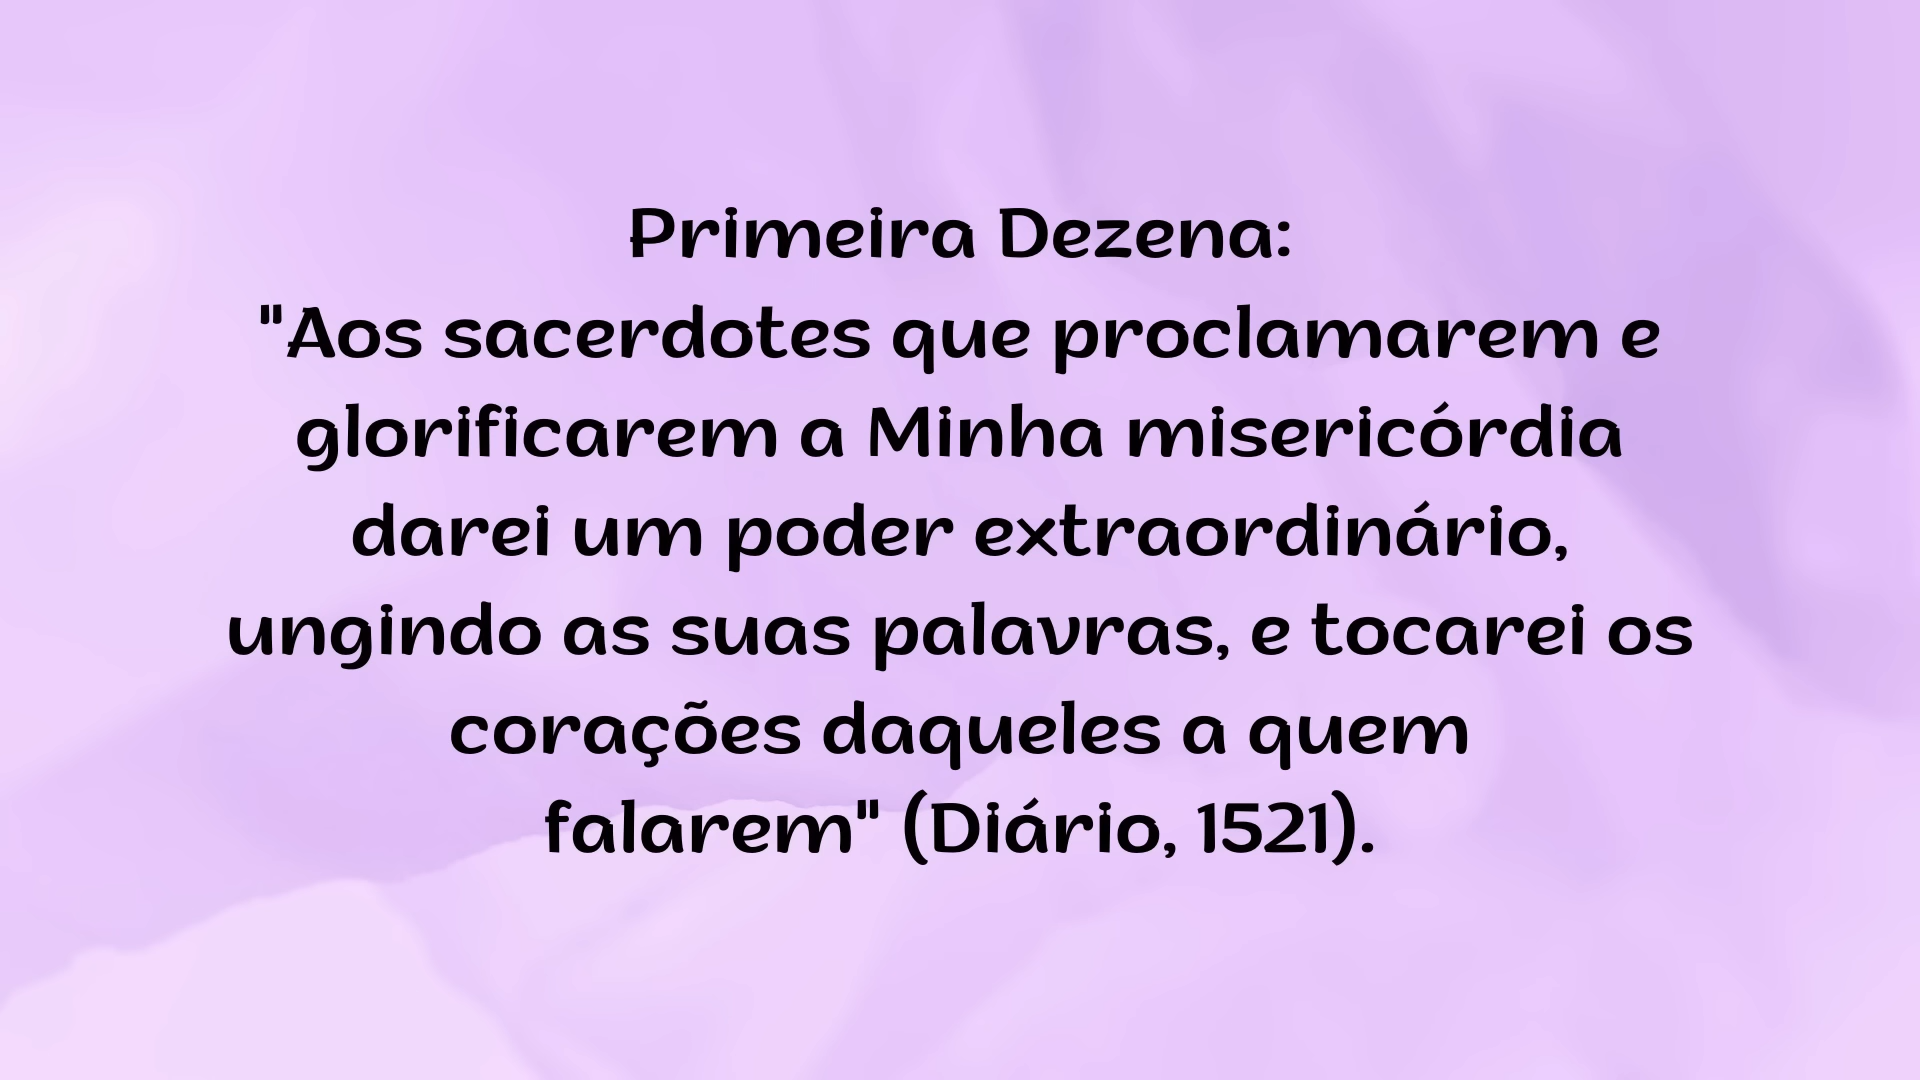 Primeira Dezena:
"Aos sacerdotes que proclamarem e
glorificarem a Minha misericórdia
darei um poder extraordinário,
ungindo as suas palavras, e tocarei os
corações daqueles a quem
falarem" (Diário, 1521).